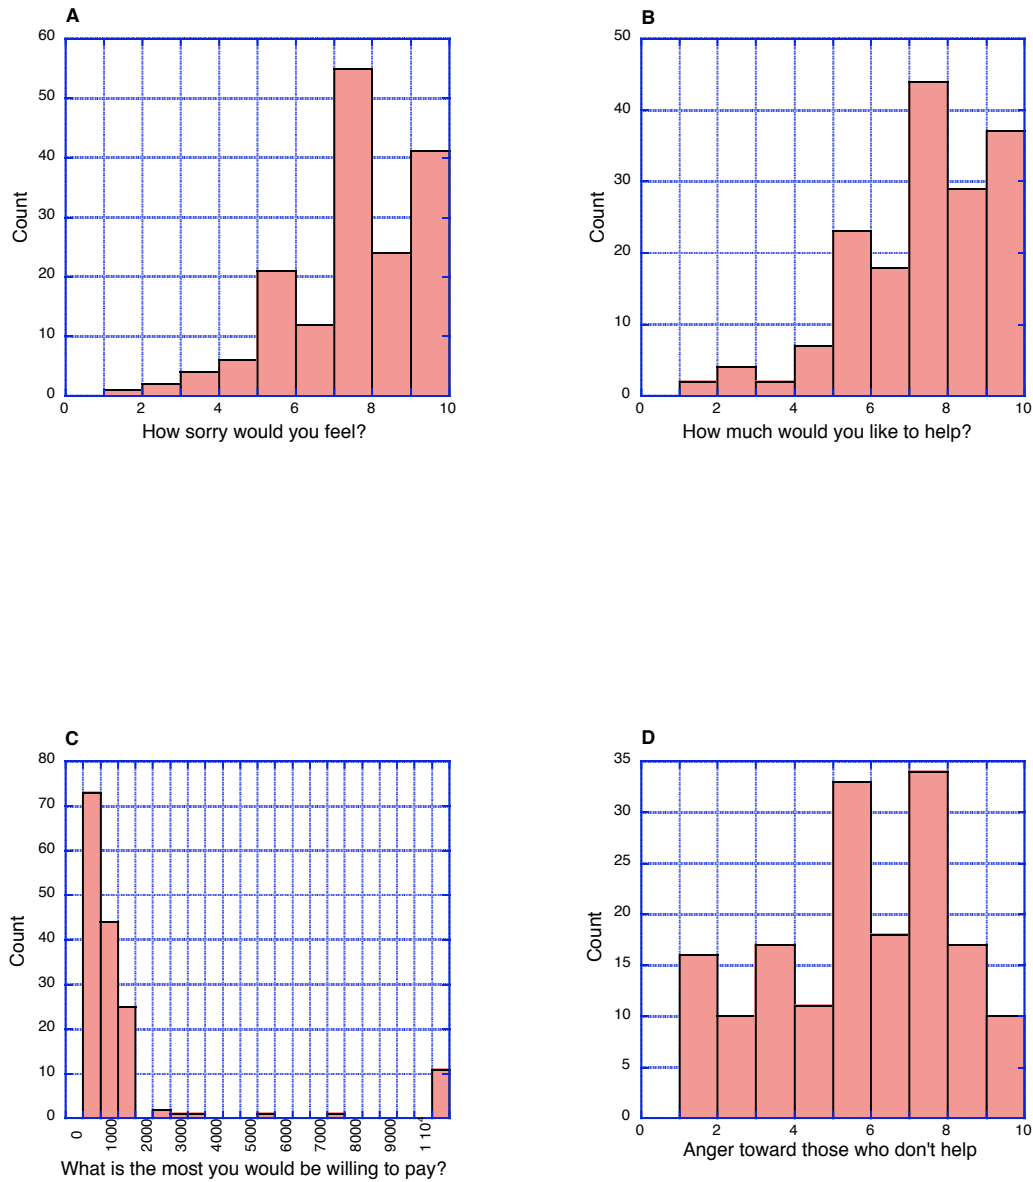 A
60
50
40
30
20
10
0
Count
0 2 4 6 8 10
How sorry would you feel?
B
50
40
30
20
10
0
Count
0 2 4 6 8 10
How much would you like to help?
C
80
70
60
50
40
30
20
10
0
Count
0 1000 2000 3000 4000 5000 6000 7000 8000 9000 1 10⁴
What is the most you would be willing to pay?
D
35
30
25
20
15
10
5
0
Count
0 2 4 6 8 10
Anger toward those who don't help